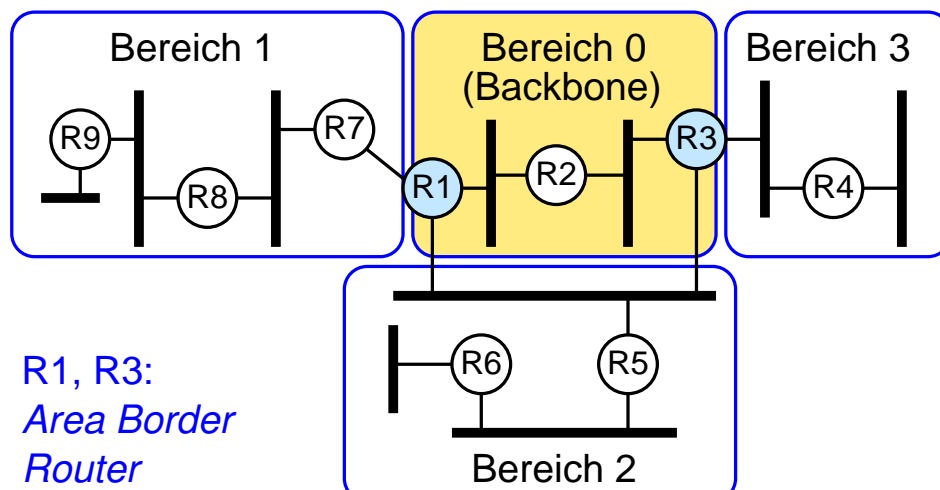 Bereich 1
Bereich 0
(Backbone)
Bereich 3
R9
R8
R7
R1
R2
R3
R4
R6
R5
R1, R3:
Area Border
Router
Bereich 2